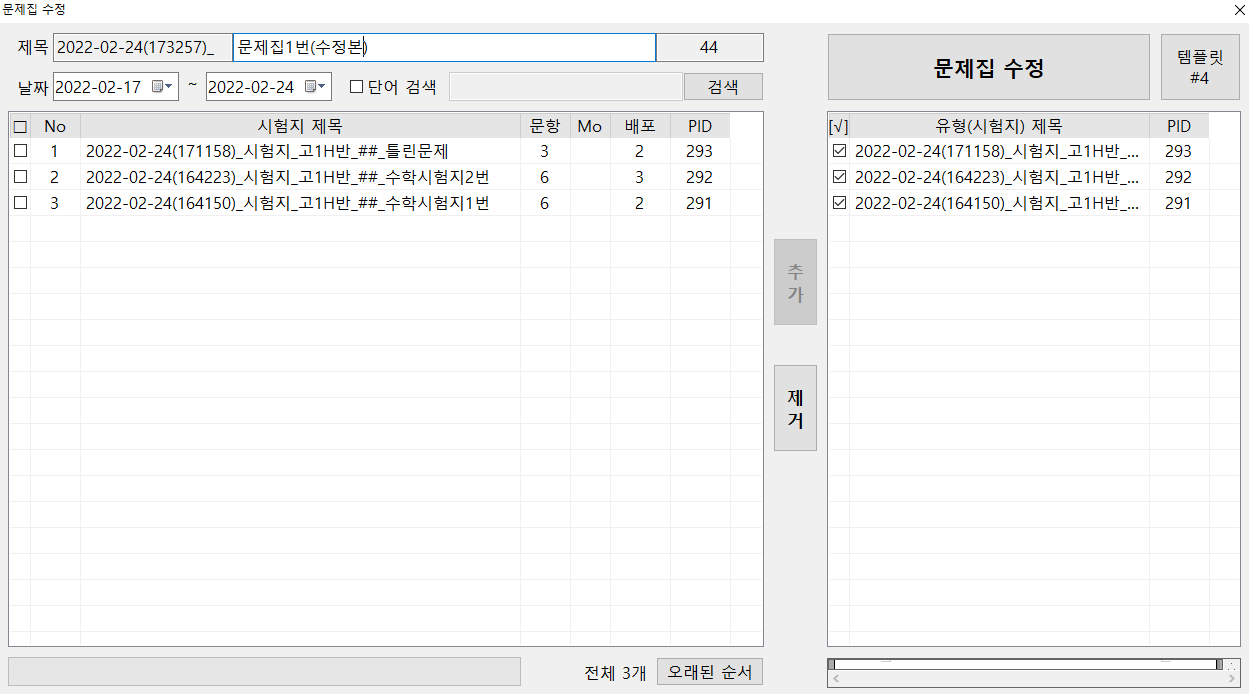 문제집 수정
제목 2022-02-24(173257)_ 문제집1번(수정본) 44
날짜 2022-02-17 ~ 2022-02-24 단어 검색 검색
문제집 수정
템플릿
#4
No 시험지 제목 문항 Mo 배포 PID
1 2022-02-24(171158)_시험지_고1H반_##_틀린문제 3 2 293
2 2022-02-24(164223)_시험지_고1H반_##_수학시험지2번 6 3 292
3 2022-02-24(164150)_시험지_고1H반_##_수학시험지1번 6 2 291
추
가
제
거
[√] 유형(시험지) 제목 PID
2022-02-24(171158)_시험지_고1H반_... 293
2022-02-24(164223)_시험지_고1H반_... 292
2022-02-24(164150)_시험지_고1H반_... 291
전체 3개 오래된 순서